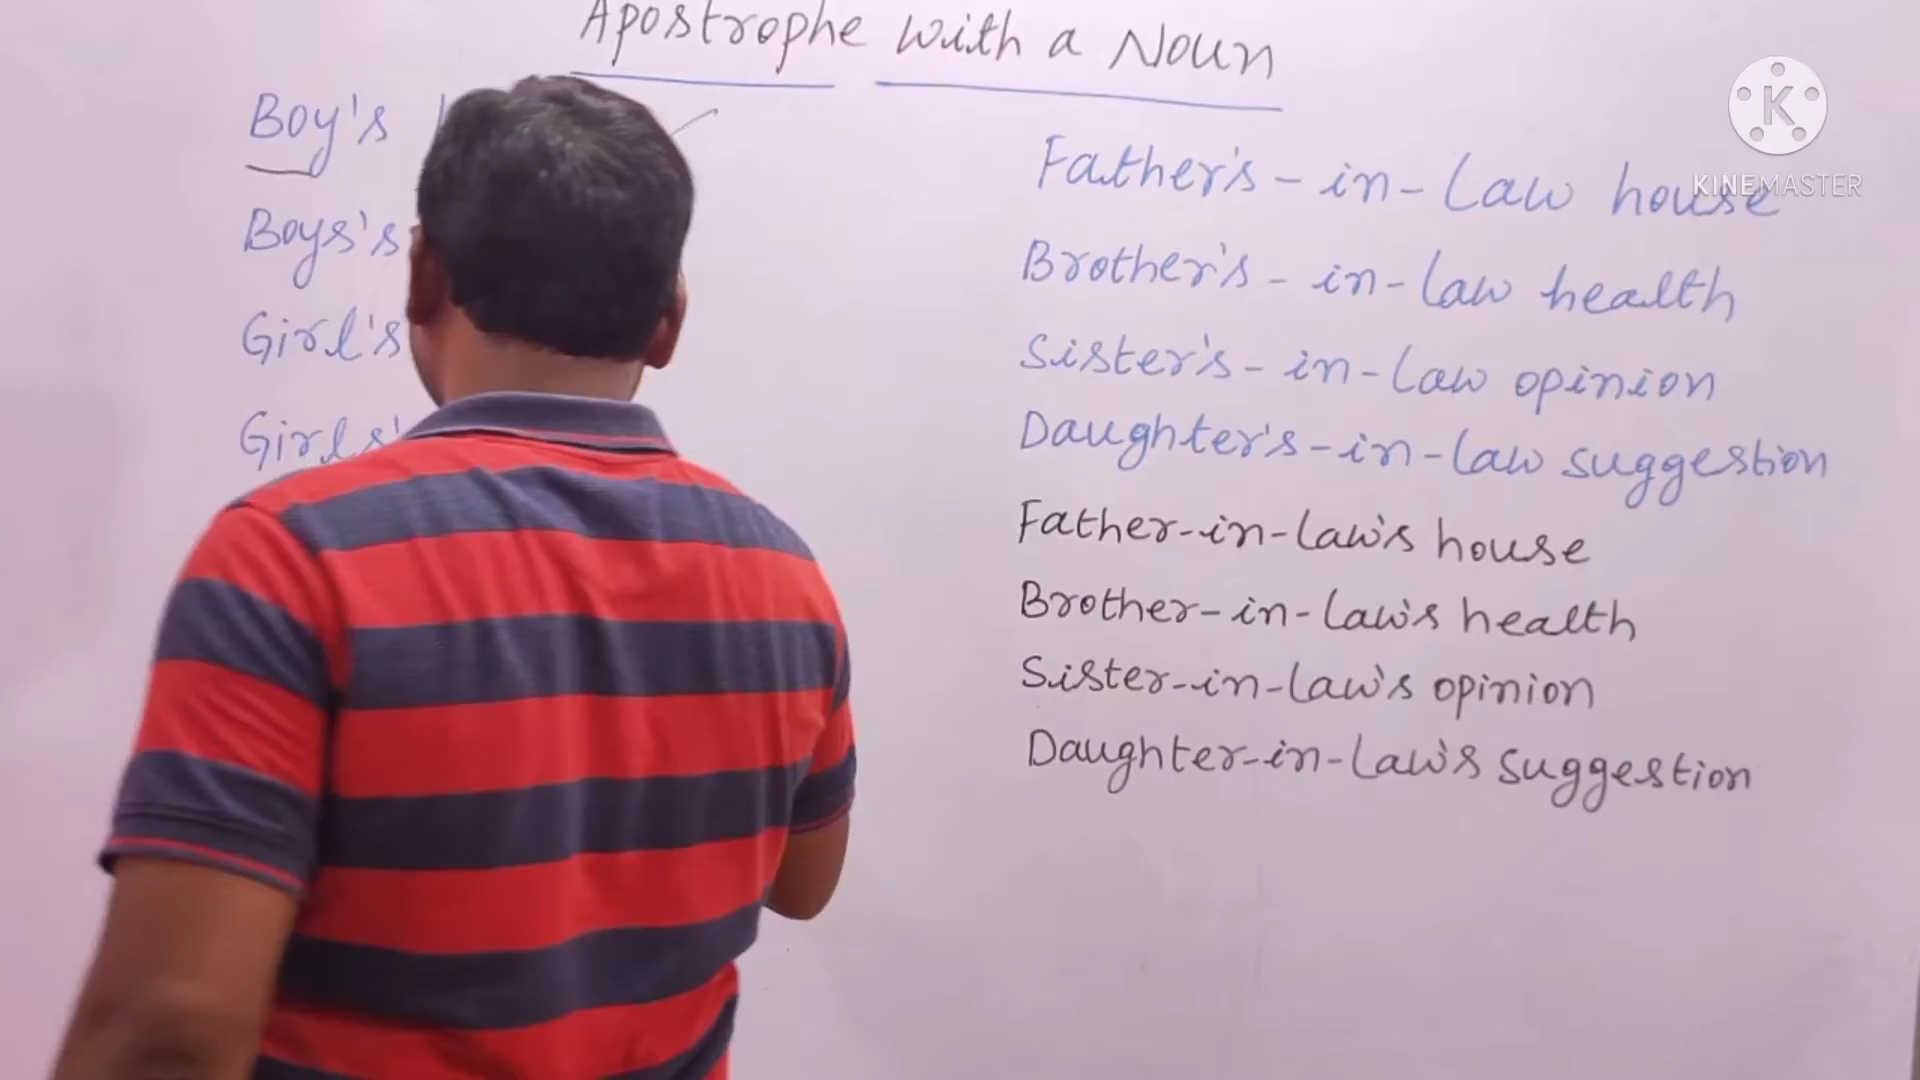 Apostrophe with a Noun
Boy's
Boys's
Girl's
Girls'
Father's-in-Law house
Brother's-in-law health
Sister's-in-Law opinion
Daughter's-in-Law suggestion
Father-in-Law's house
Brother-in-Law's health
Sister-in-Law's opinion
Daughter-in-Law's suggestion
K
KINEMASTER